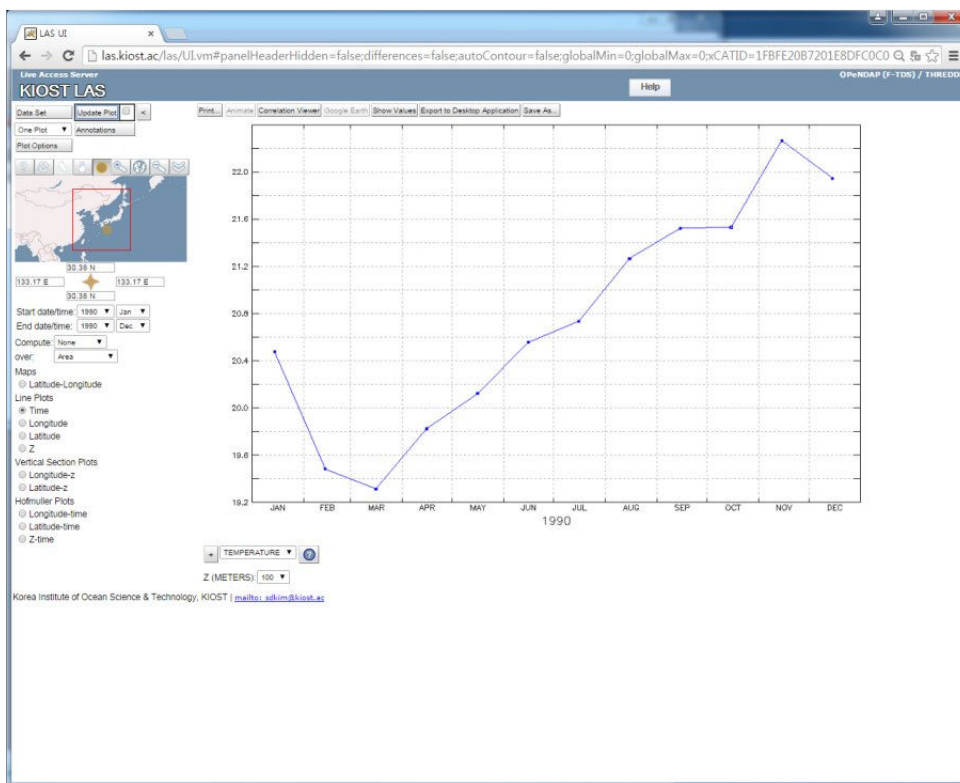 LAS UI
las.kiost.ac/las/UI.vm#panelHeaderHidden=false;differences=false;autoContour=false;globalMin=0;globalMax=0;xCATID=1FBFE20B7201E8DFC0C0
Live Access Server
OPeNDAP (F-TDS) / THREDD
KIOST LAS
Help
Data Set Update Plot <
Print... Animate Correlation Viewer Google Earth Show Values Export to Desktop Application Save As...
One Plot Annotations
Plot Options
30.38 N
133.17 E 133.17 E
30.38 N
Start date/time: 1990 Jan
End date/time: 1990 Dec
Compute: None
over: Area
Maps
Latitude-Longitude
Line Plots
Time
Longitude
Latitude
Z
Vertical Section Plots
Longitude-z
Latitude-z
Hofmuller Plots
Longitude-time
Latitude-time
Z-time
22.0
21.6
21.2
20.8
20.4
20.0
19.6
19.2
JAN FEB MAR APR MAY JUN JUL AUG SEP OCT NOV DEC
1990
+ TEMPERATURE ?
Z (METERS): 100
Korea Institute of Ocean Science & Technology, KIOST | mailto: sdkim@kiost.ac